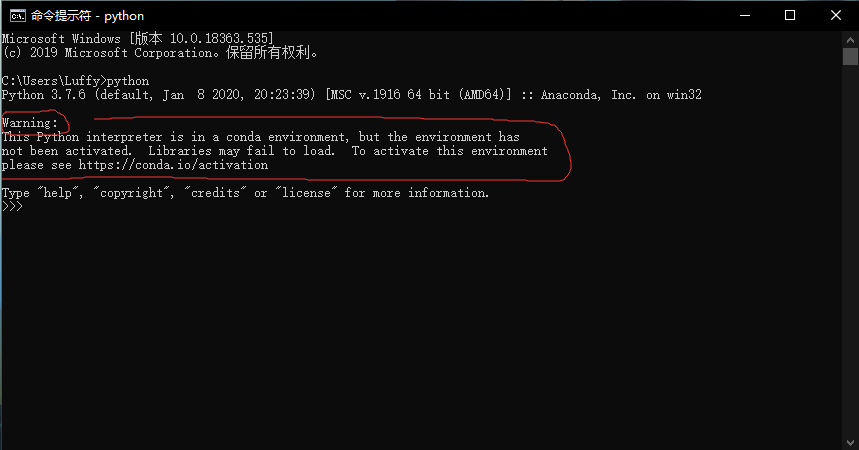 命令提示符 - python
Microsoft Windows [版本 10.0.18363.535]
(c) 2019 Microsoft Corporation。保留所有权利。
C:\Users\Luffy>python
Python 3.7.6 (default, Jan  8 2020, 20:23:39) [MSC v.1916 64 bit (AMD64)] :: Anaconda, Inc. on win32
Warning:
This Python interpreter is in a conda environment, but the environment has
not been activated.  Libraries may fail to load.  To activate this environment
please see https://conda.io/activation
Type "help", "copyright", "credits" or "license" for more information.
>>>